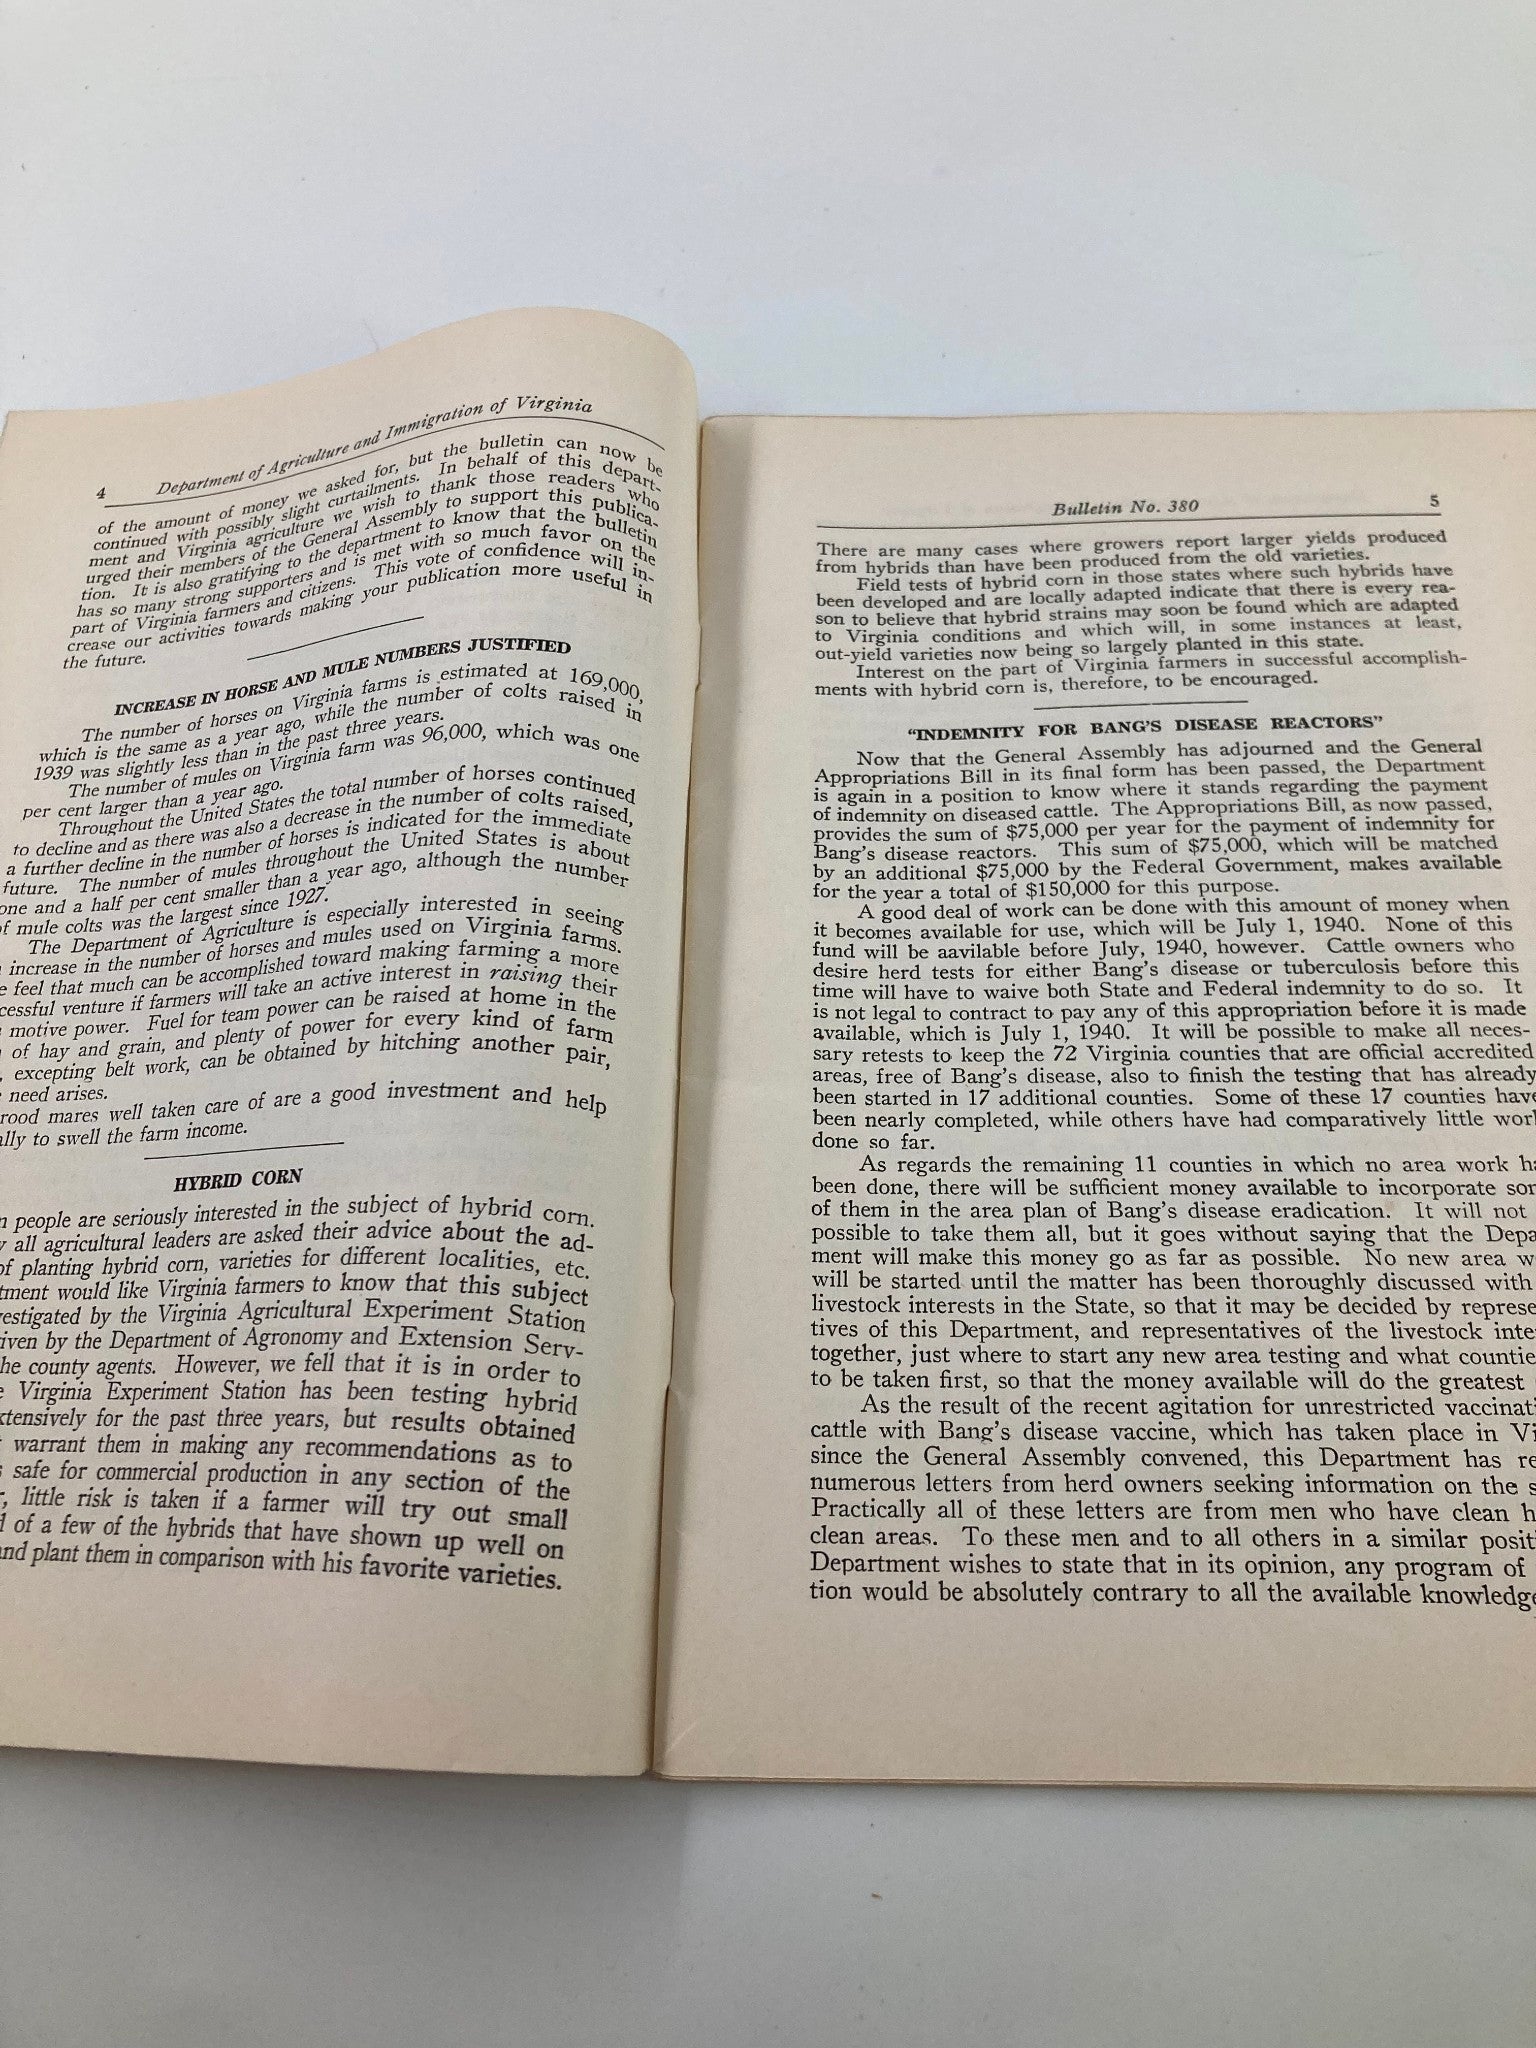 4 Department of Agriculture and Immigration of Virginia
of the amount of money we asked for, but the bulletin can now be
continued with possibly slight curtailments. In behalf of this depart-
ment and Virginia agriculture we wish to thank those readers who
urged their members of the General Assembly to support this publica-
tion. It is also gratifying to the department to know that the bulletin
has so many strong supporters and is met with so much favor on the
part of Virginia farmers and citizens. This vote of confidence will in-
crease our activities towards making your publication more useful in
the future.
INCREASE IN HORSE AND MULE NUMBERS JUSTIFIED
The number of horses on Virginia farms is estimated at 169,000,
which is the same as a year ago, while the number of colts raised in
1939 was slightly less than in the past three years.
The number of mules on Virginia farm was 96,000, which was one
per cent larger than a year ago.
Throughout the United States the total number of horses continued
to decline and as there was also a decrease in the number of colts raised,
a further decline in the number of horses is indicated for the immediate
future. The number of mules throughout the United States is about
one and a half per cent smaller than a year ago, although the number
of mule colts was the largest since 1927.
The Department of Agriculture is especially interested in seeing
increase in the number of horses and mules used on Virginia farms.
feel that much can be accomplished toward making farming a more
cessful venture if farmers will take an active interest in raising their
motive power. Fuel for team power can be raised at home in the
of hay and grain, and plenty of power for every kind of farm
, excepting belt work, can be obtained by hitching another pair,
need arises.
rood mares well taken care of are a good investment and help
ally to swell the farm income.
HYBRID CORN
people are seriously interested in the subject of hybrid corn.
all agricultural leaders are asked their advice about the ad-
of planting hybrid corn, varieties for different localities, etc.
tment would like Virginia farmers to know that this subject
vestigated by the Virginia Agricultural Experiment Station
iven by the Department of Agronomy and Extension Serv-
he county agents. However, we fell that it is in order to
Virginia Experiment Station has been testing hybrid
xtensively for the past three years, but results obtained
warrant them in making any recommendations as to
safe for commercial production in any section of the
, little risk is taken if a farmer will try out small
of a few of the hybrids that have shown up well on
and plant them in comparison with his favorite varieties.
Bulletin No. 380 5
There are many cases where growers report larger yields produced
from hybrids than have been produced from the old varieties.
Field tests of hybrid corn in those states where such hybrids have
been developed and are locally adapted indicate that there is every rea-
son to believe that hybrid strains may soon be found which are adapted
to Virginia conditions and which will, in some instances at least,
out-yield varieties now being so largely planted in this state.
Interest on the part of Virginia farmers in successful accomplish-
ments with hybrid corn is, therefore, to be encouraged.
"INDEMNITY FOR BANG'S DISEASE REACTORS"
Now that the General Assembly has adjourned and the General
Appropriations Bill in its final form has been passed, the Department
is again in a position to know where it stands regarding the payment
of indemnity on diseased cattle. The Appropriations Bill, as now passed,
provides the sum of $75,000 per year for the payment of indemnity for
Bang's disease reactors. This sum of $75,000, which will be matched
by an additional $75,000 by the Federal Government, makes available
for the year a total of $150,000 for this purpose.
A good deal of work can be done with this amount of money when
it becomes available for use, which will be July 1, 1940. None of this
fund will be aavilable before July, 1940, however. Cattle owners who
desire herd tests for either Bang's disease or tuberculosis before this
time will have to waive both State and Federal indemnity to do so. It
is not legal to contract to pay any of this appropriation before it is made
available, which is July 1, 1940. It will be possible to make all neces-
sary retests to keep the 72 Virginia counties that are official accredited
areas, free of Bang's disease, also to finish the testing that has already
been started in 17 additional counties. Some of these 17 counties have
been nearly completed, while others have had comparatively little wor
done so far.
As regards the remaining 11 counties in which no area work ha
been done, there will be sufficient money available to incorporate so
of them in the area plan of Bang's disease eradication. It will not
possible to take them all, but it goes without saying that the Depa
ment will make this money go as far as possible. No new area w
will be started until the matter has been thoroughly discussed with
livestock interests in the State, so that it may be decided by represe
tives of this Department, and representatives of the livestock inte
together, just where to start any new area testing and what countie
to be taken first, so that the money available will do the greatest
As the result of the recent agitation for unrestricted vaccinati
cattle with Bang's disease vaccine, which has taken place in Vi
since the General Assembly convened, this Department has re
numerous letters from herd owners seeking information on the s
Practically all of these letters are from men who have clean h
clean areas. To these men and to all others in a similar positi
Department wishes to state that in its opinion, any program of
tion would be absolutely contrary to all the available knowledge